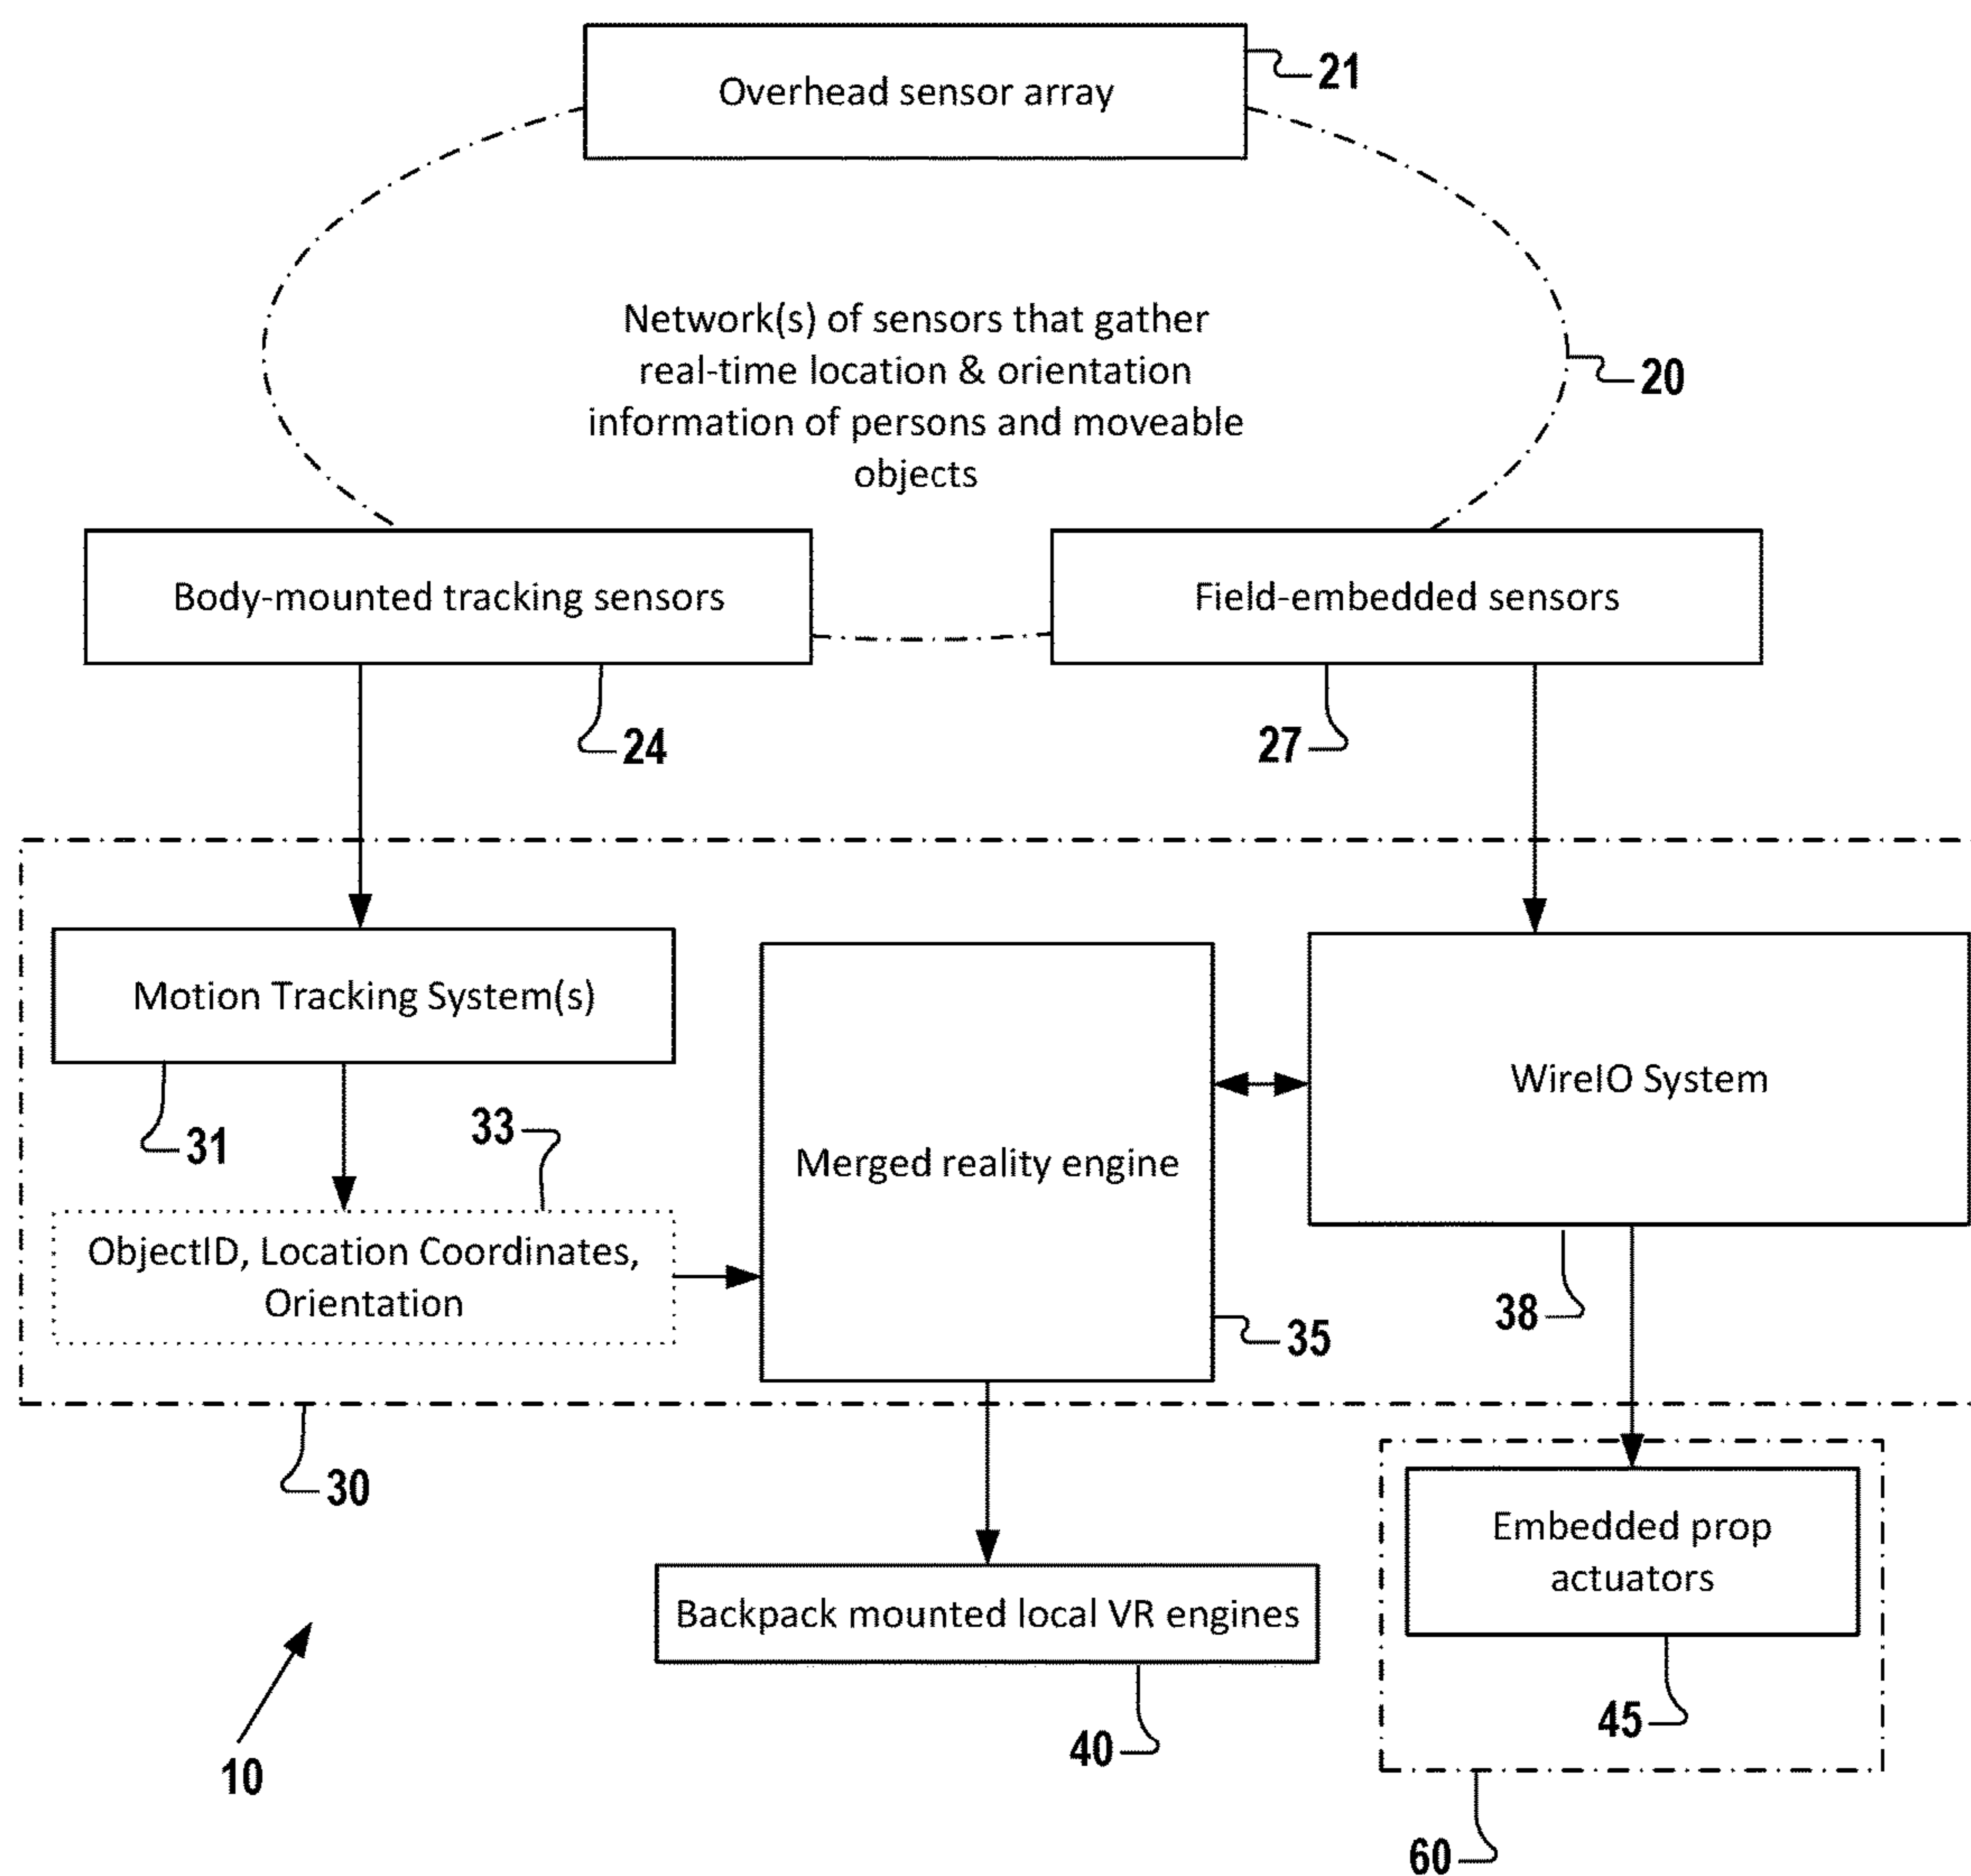 Overhead sensor array
21
Network(s) of sensors that gather
real-time location & orientation
information of persons and moveable
objects
20
Body-mounted tracking sensors
Field-embedded sensors
24
27
Motion Tracking System(s)
31
33
ObjectID, Location Coordinates,
Orientation
Merged reality engine
35
WireIO System
38
30
Backpack mounted local VR engines
40
Embedded prop
actuators
45
60
10